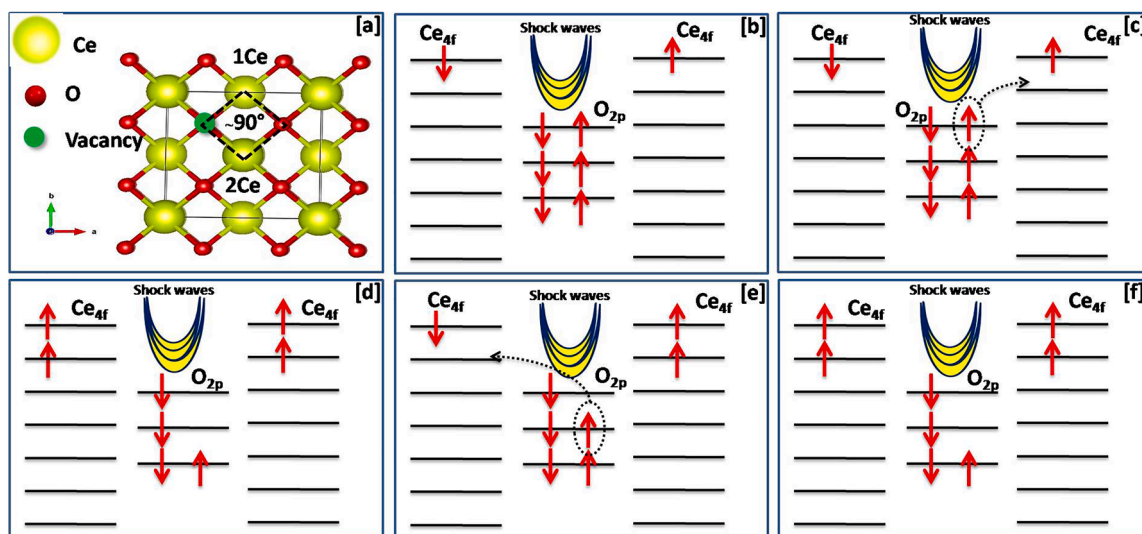 [a]
Ce
O
Vacancy
1Ce
~90°
2Ce
b
a
[b]
Shock waves
Ce4f
Ce4f
O2p
[c]
Shock waves
Ce4f
Ce4f
O2p
[d]
Shock waves
Ce4f
Ce4f
O2p
[e]
Shock waves
Ce4f
Ce4f
O2p
[f]
Shock waves
Ce4f
Ce4f
O2p